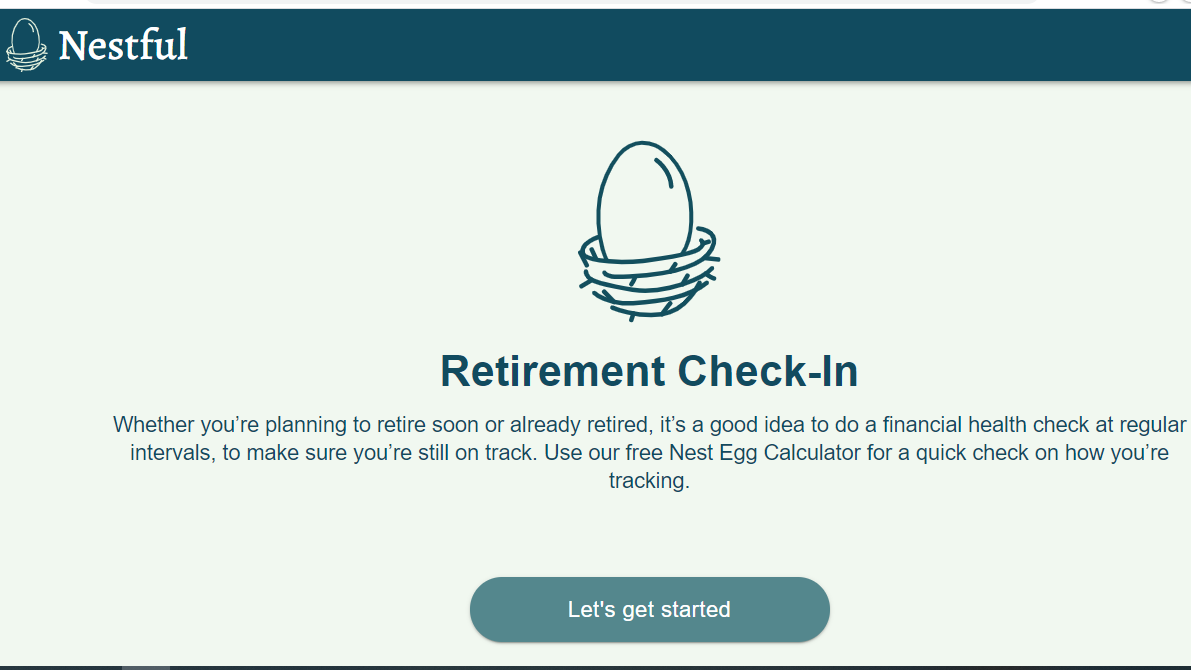 Nestful
Retirement Check-In
Whether you’re planning to retire soon or already retired, it’s a good idea to do a financial health check at regular
intervals, to make sure you’re still on track. Use our free Nest Egg Calculator for a quick check on how you’re
tracking.
Let's get started